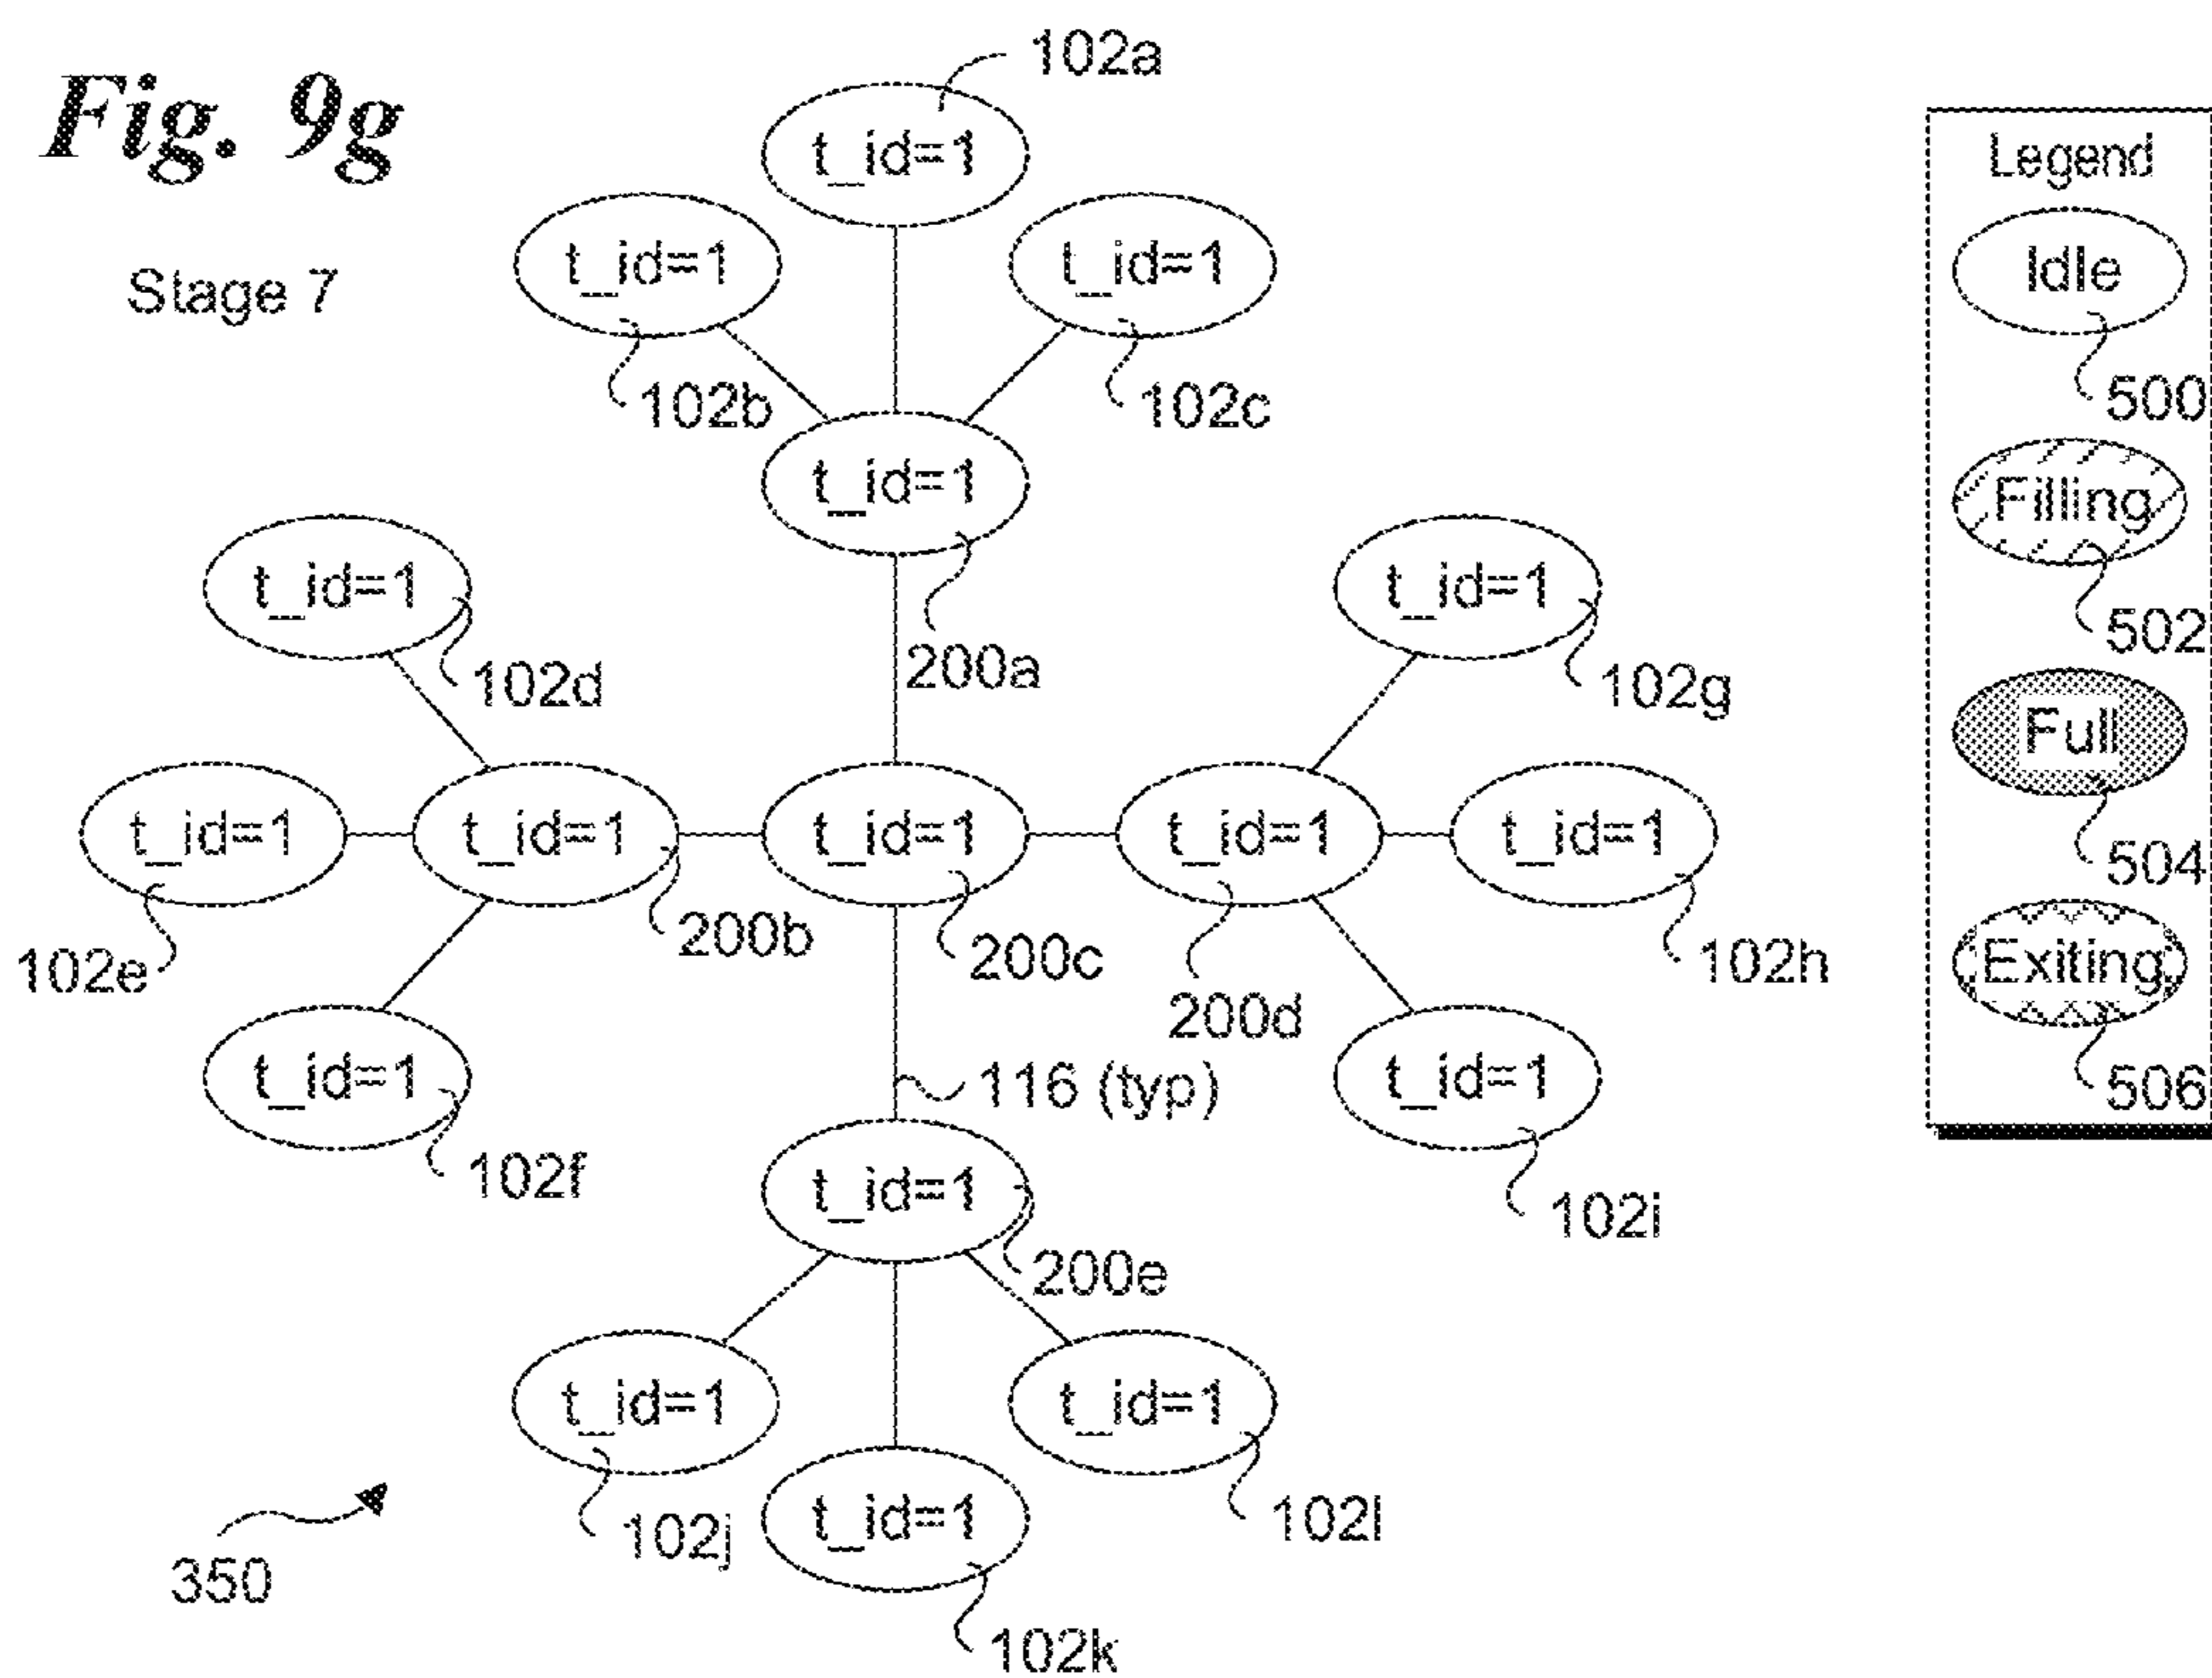 Fig. 9g
Stage 7
102a
t_id=1
t_id=1
t_id=1
102b
102c
t_id=1
200a
t_id=1
102d
t_id=1
102g
t_id=1
102e
t_id=1
200b
t_id=1
200c
t_id=1
200d
t_id=1
102h
t_id=1
102f
116 (typ)
t_id=1
102i
t_id=1
200e
t_id=1
102j
t_id=1
102k
t_id=1
102l
350
Legend
Idle
500
Filling
502
Full
504
Exiting
506